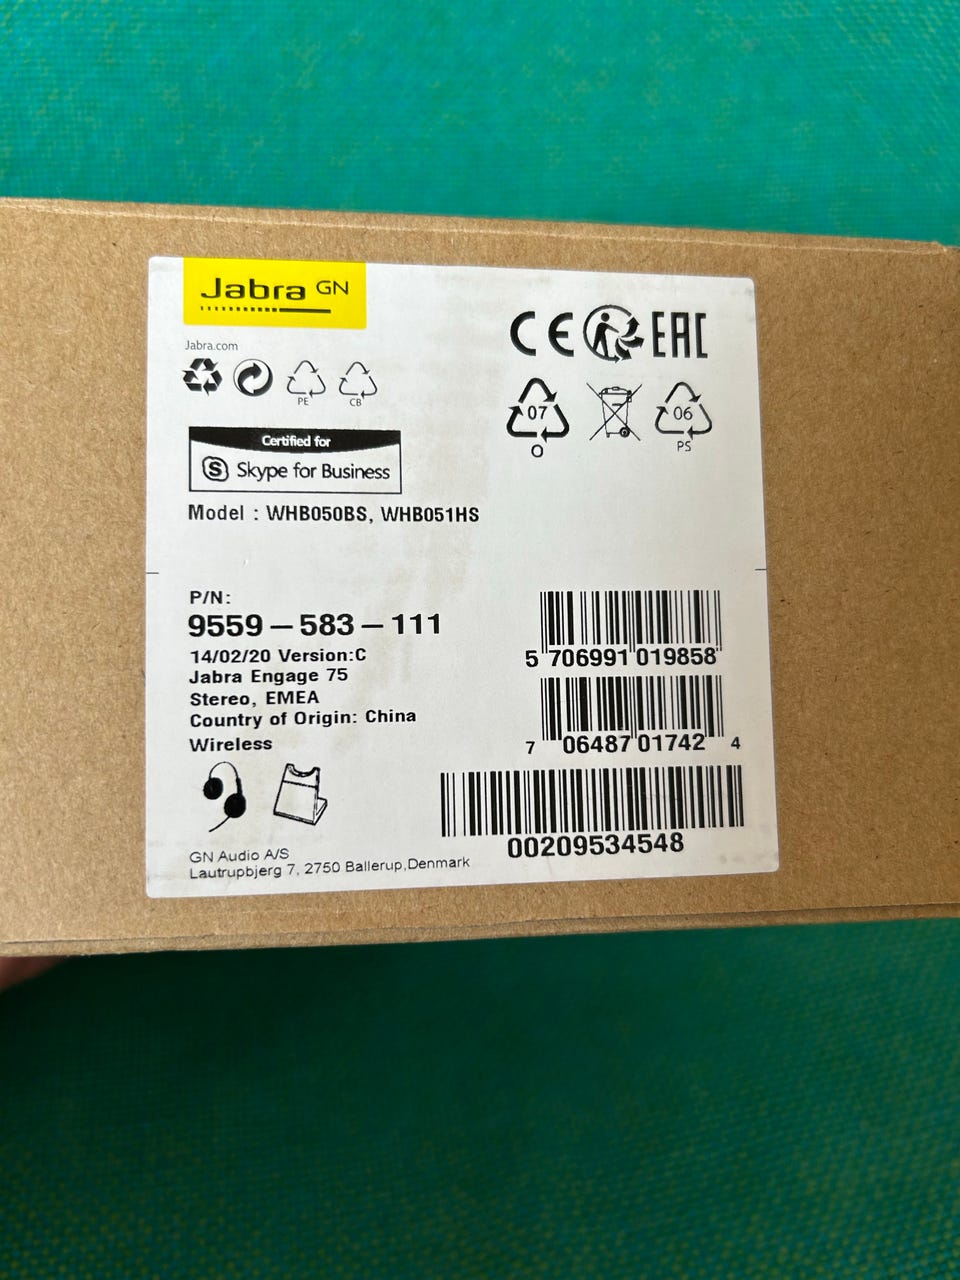 Jabra GN
Jabra.com
PE
CB
CE
EAC
07
O
06
PS
Certified for
Skype for Business
Model : WHB050BS, WHB051HS
P/N:
9559-583-111
14/02/20 Version:C
Jabra Engage 75
Stereo, EMEA
Country of Origin: China
Wireless
5 706991 019858
7 06487 01742 4
00209534548
GN Audio A/S
Lautrupbjerg 7, 2750 Ballerup,Denmark